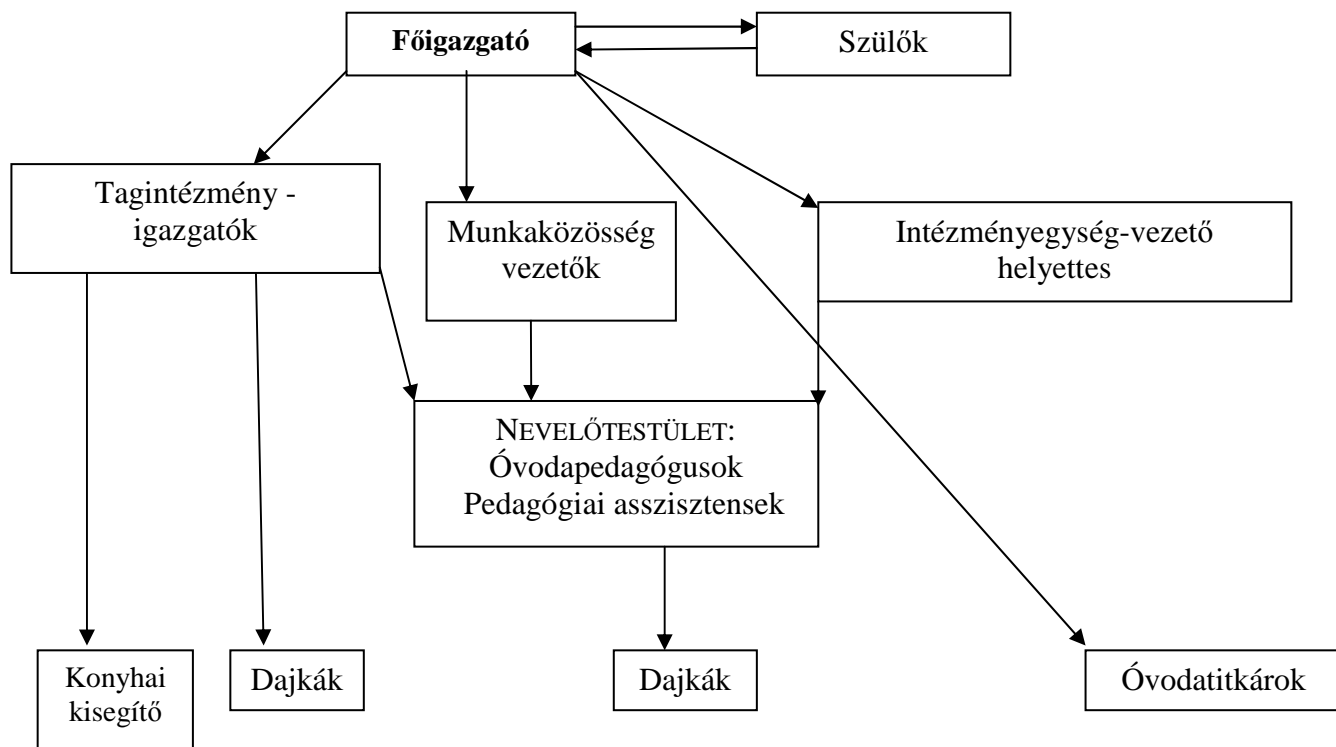 Főigazgató
Szülők
Tagintézmény -
igazgatók
Munkaközösség
vezetők
Intézményegység-vezető
helyettes
NEVELŐTESTÜLET:
Óvodapedagógusok
Pedagógiai asszisztensek
Konyhai
kisegítő
Dajkák
Dajkák
Óvodatitkárok